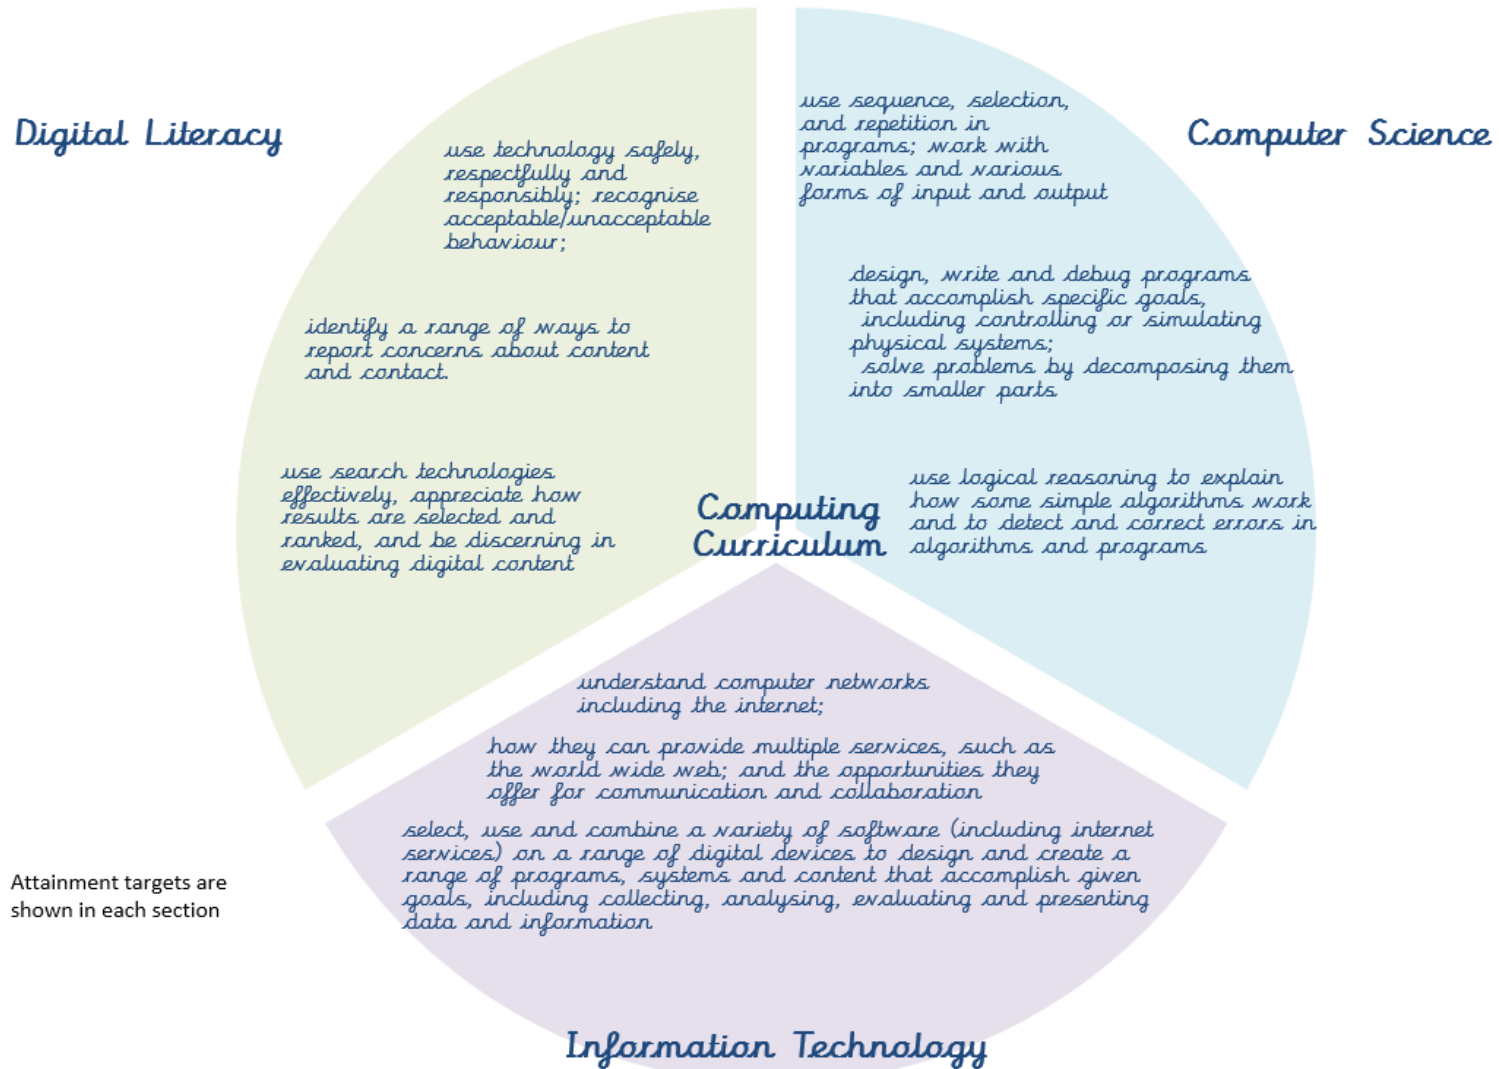 Digital Literacy
use technology safely,
respectfully and
responsibly; recognise
acceptable/unacceptable
behaviour;
identify a range of ways to
report concerns about content
and contact.
use search technologies
effectively, appreciate how
results are selected and
ranked, and be discerning in
evaluating digital content
Computer Science
use sequence, selection,
and repetition in
programs; work with
variables and various
forms of input and output
design, write and debug programs
that accomplish specific goals,
including controlling or simulating
physical systems;
solve problems by decomposing them
into smaller parts
use logical reasoning to explain
how some simple algorithms work
and to detect and correct errors in
algorithms and programs
Computing
Curriculum
understand computer networks
including the internet;
how they can provide multiple services, such as
the world wide web; and the opportunities they
offer for communication and collaboration
select, use and combine a variety of software (including internet
services) on a range of digital devices to design and create a
range of programs, systems and content that accomplish given
goals, including collecting, analysing, evaluating and presenting
data and information
Information Technology
Attainment targets are
shown in each section